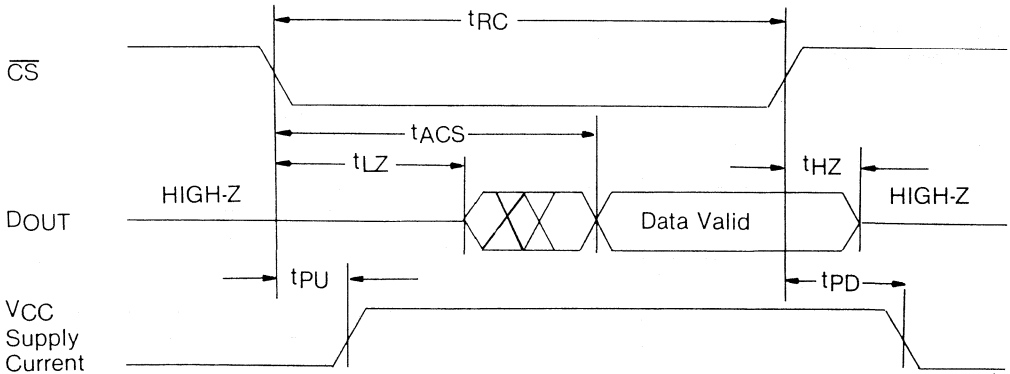 tRC
CS
tACS
tLZ
tHZ
HIGH-Z
HIGH-Z
DOUT
Data Valid
tPU
tPD
VCC
Supply
Current